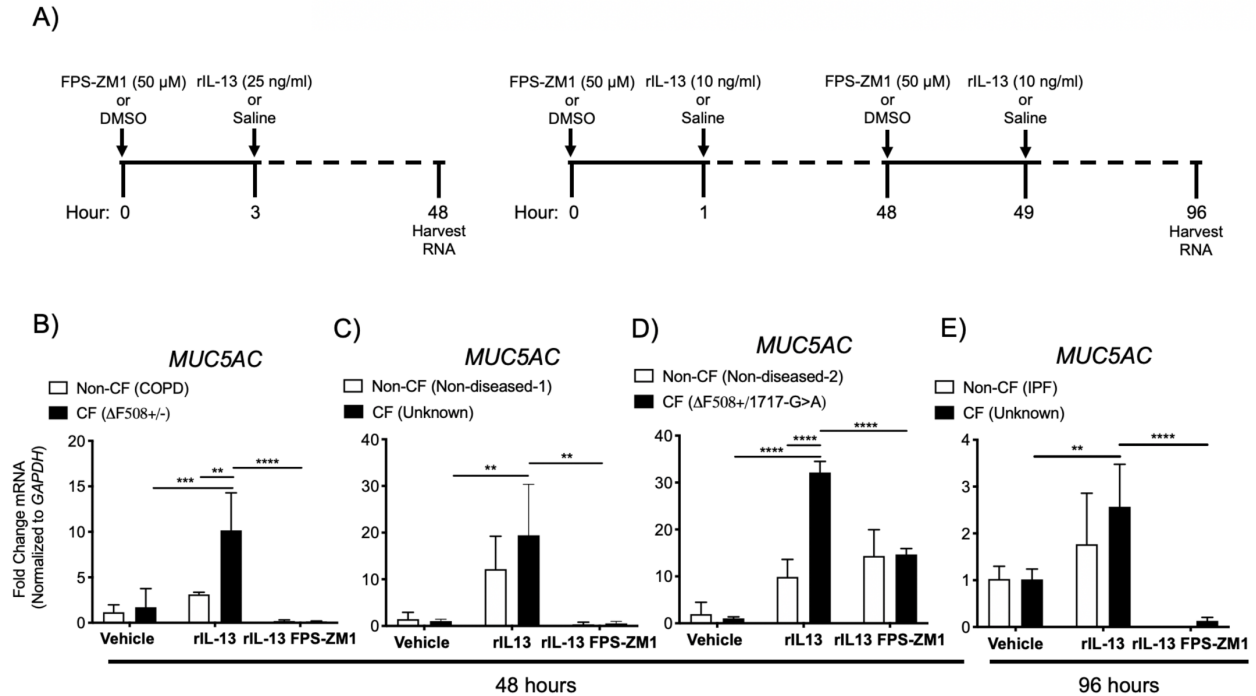 A)
FPS-ZM1 (50 µM) rIL-13 (25 ng/ml) FPS-ZM1 (50 µM) rIL-13 (10 ng/ml) FPS-ZM1 (50 µM) rIL-13 (10 ng/ml)
or or or or or or
DMSO Saline DMSO Saline DMSO Saline
Hour: 0 3 48 Hour: 0 1 48 49 96
Harvest Harvest
RNA RNA
B)
MUC5AC
Non-CF (COPD)
CF (ΔF508+/-)
Fold Change mRNA
(Normalized to GAPDH)
20
15
10
5
0
***
**
****
Vehicle rIL-13 rIL-13 FPS-ZM1
C)
MUC5AC
Non-CF (Non-diseased-1)
CF (Unknown)
40
30
20
10
0
**
**
Vehicle rIL13 rIL-13 FPS-ZM1
D)
MUC5AC
Non-CF (Non-diseased-2)
CF (ΔF508+/1717-G>A)
40
30
20
10
0
****
****
****
Vehicle rIL13 rIL13 FPS-ZM1
48 hours
E)
MUC5AC
Non-CF (IPF)
CF (Unknown)
4
3
2
1
0
**
****
Vehicle rIL-13 rIL-13 FPS-ZM1
96 hours